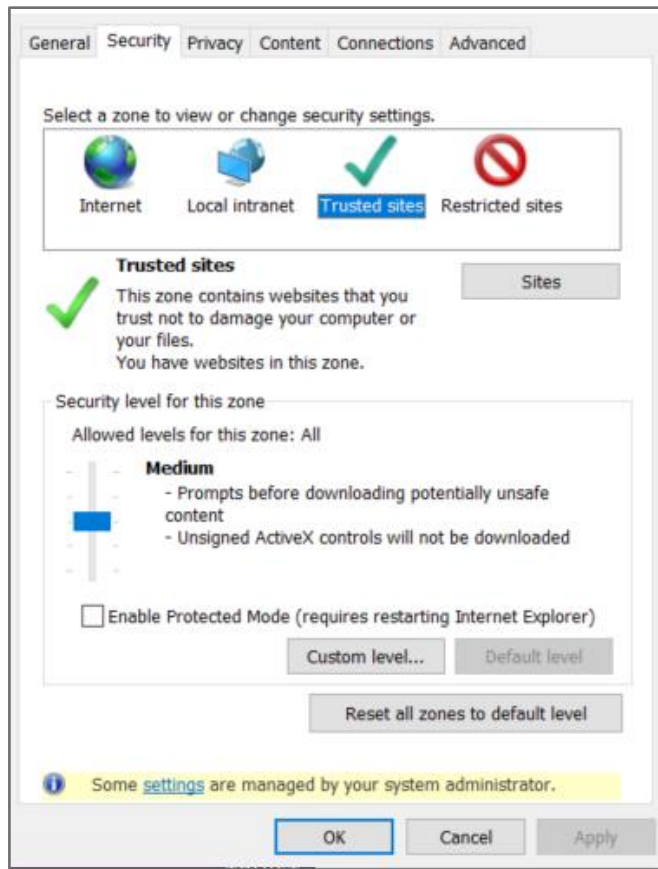 General Security Privacy Content Connections Advanced
Select a zone to view or change security settings.
Internet Local intranet Trusted sites Restricted sites
Trusted sites
Sites
This zone contains websites that you
trust not to damage your computer or
your files.
You have websites in this zone.
Security level for this zone
Allowed levels for this zone: All
Medium
- Prompts before downloading potentially unsafe
content
- Unsigned ActiveX controls will not be downloaded
Enable Protected Mode (requires restarting Internet Explorer)
Custom level... Default level
Reset all zones to default level
Some settings are managed by your system administrator.
OK Cancel Apply